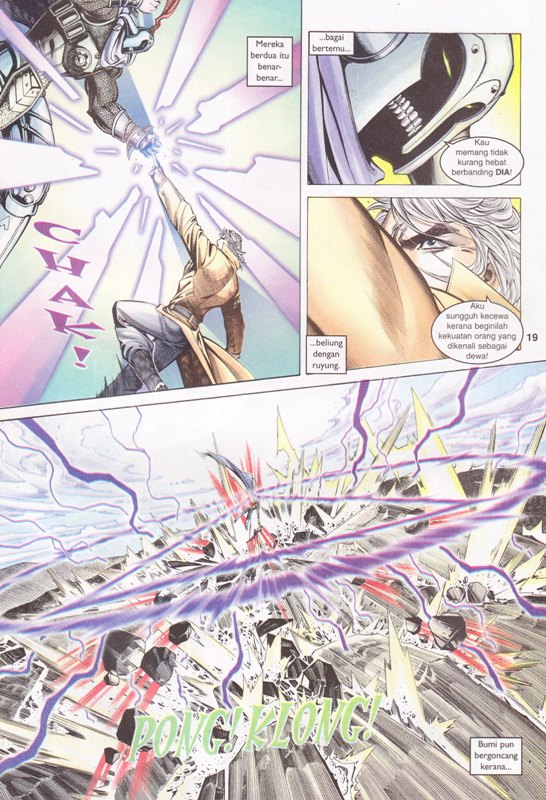 Mereka
berdua itu
benar-
benar...
CHAK!
...bagai
bertemu...
Kau
memang tidak
kurang hebat
berbanding DIA!
Aku
sungguh kecewa
kerana beginilah
kekuatan orang yang
dikenali sebagai
dewa!
...beliung
dengan
ruyung.
19
PONG! KLONG!
Bumi pun
bergoncang
kerana...